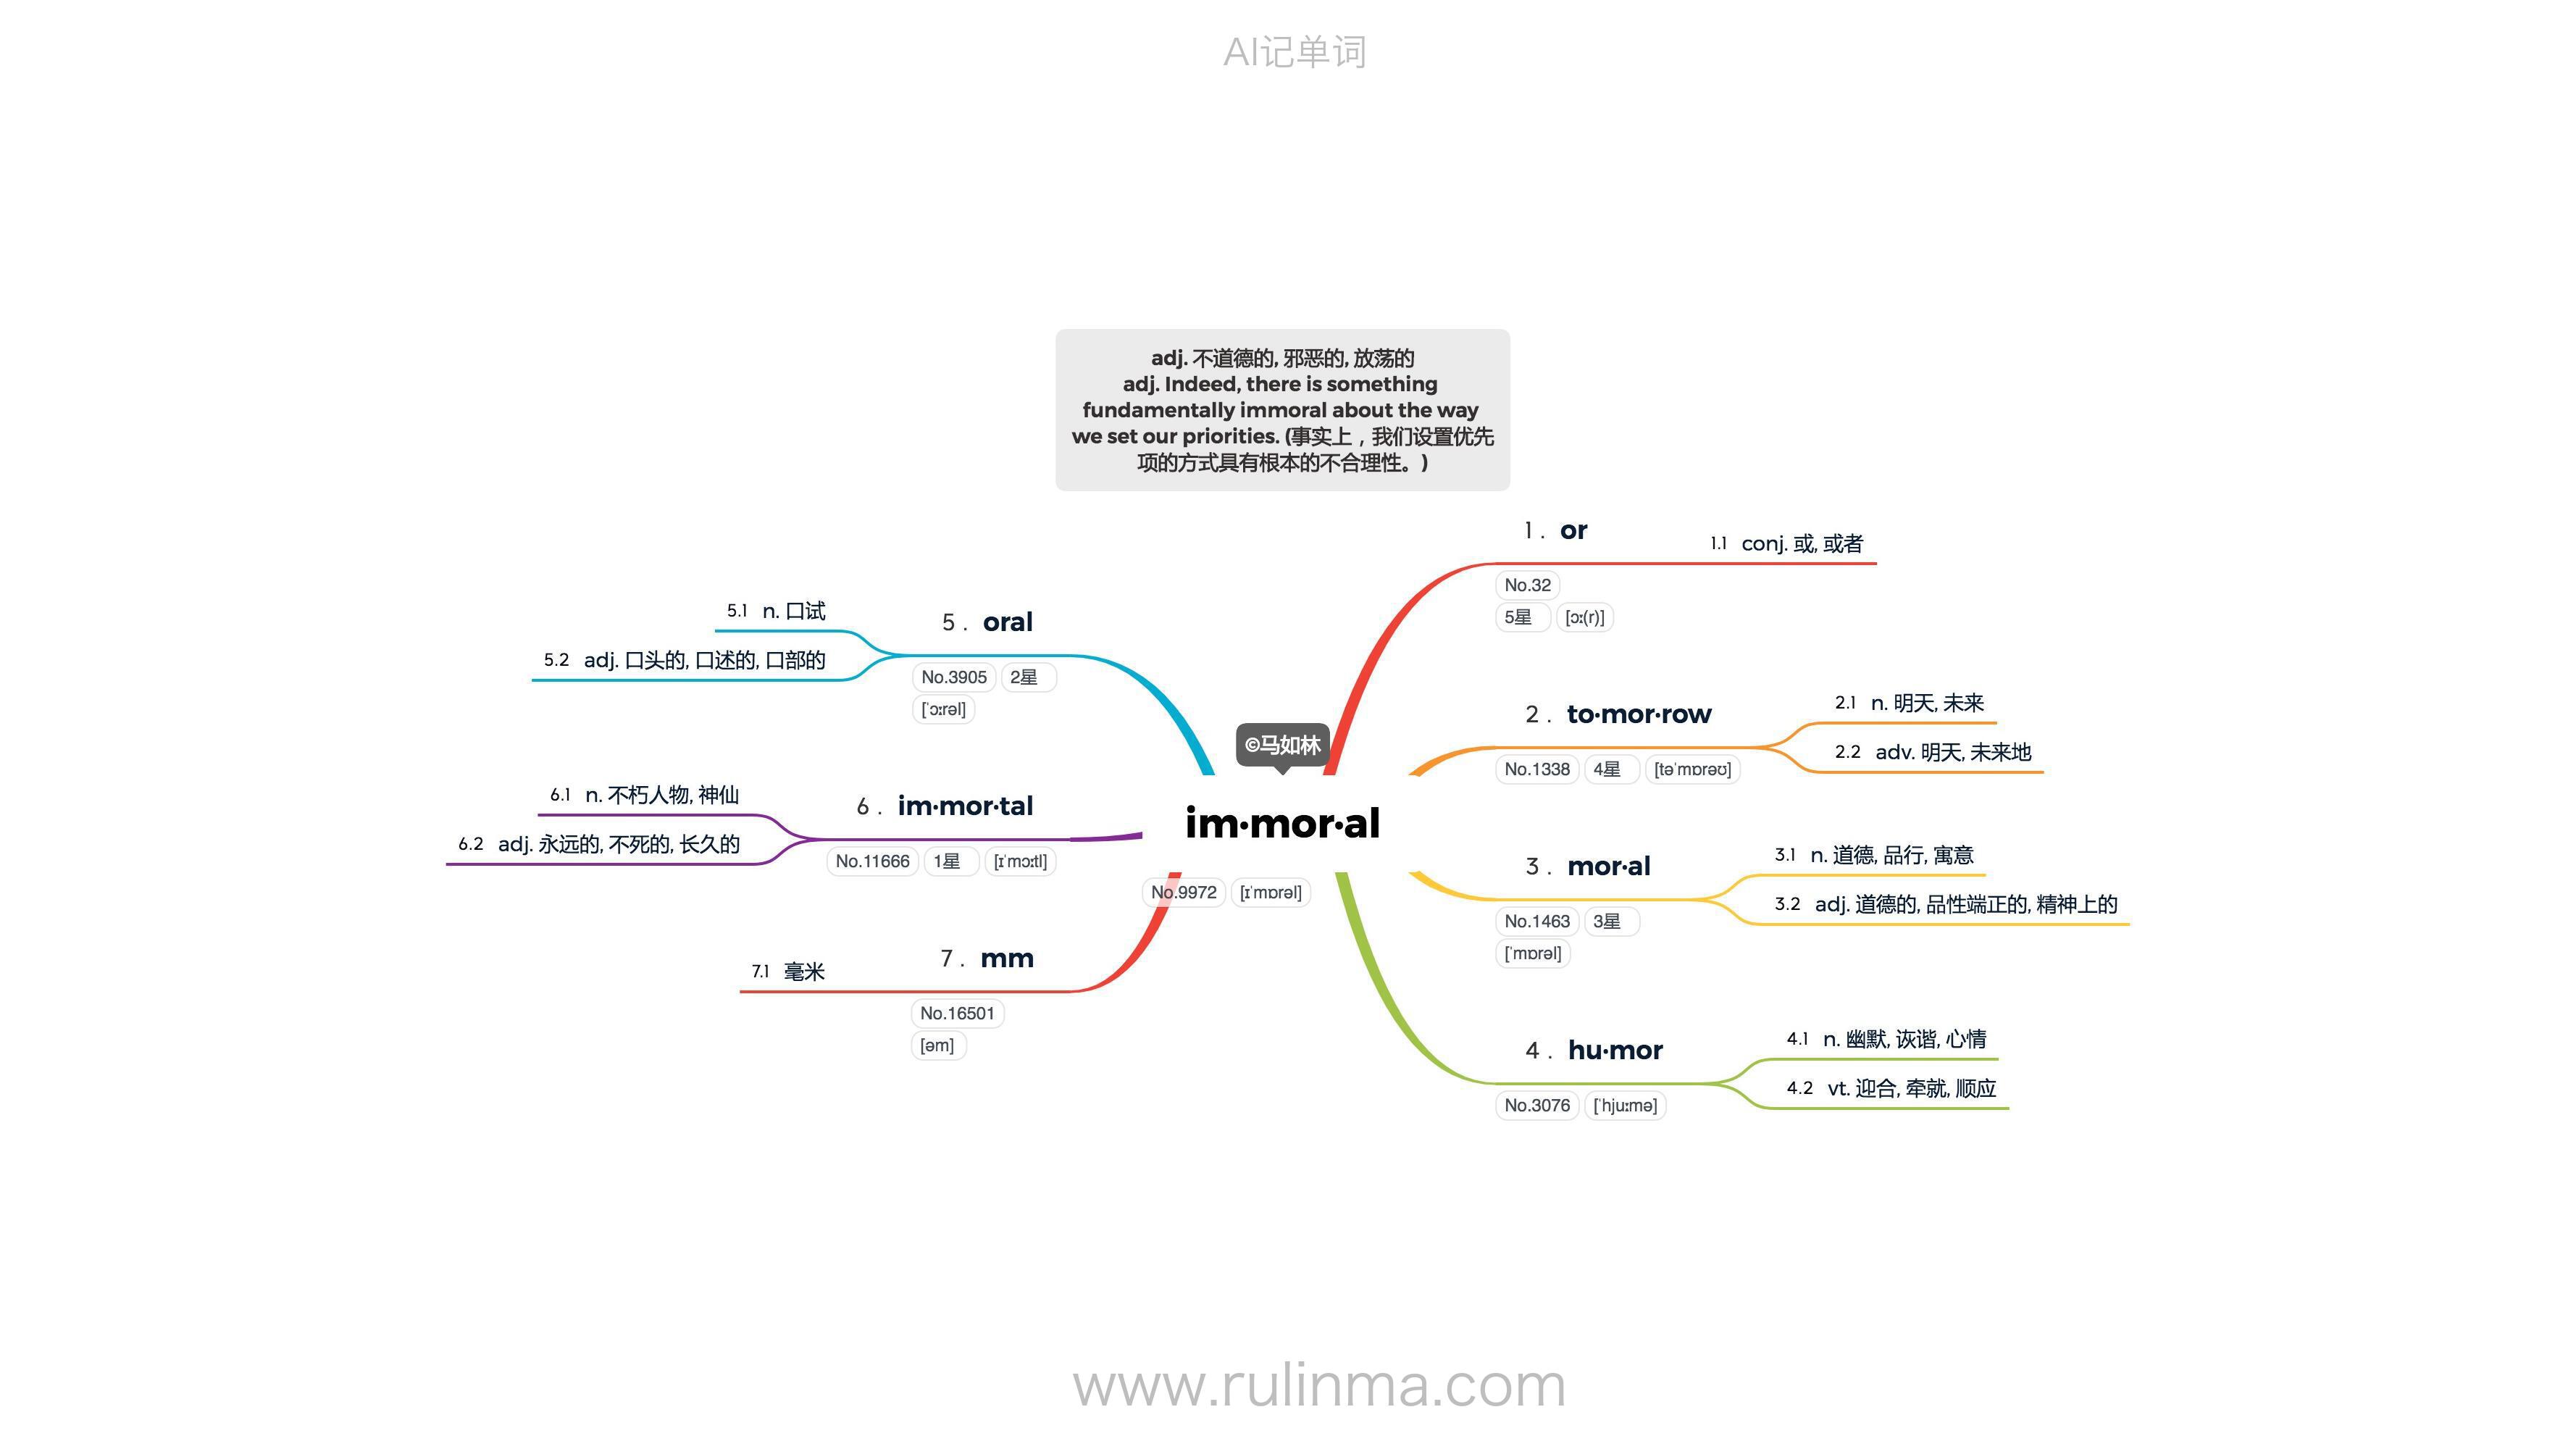 AI记单词
adj. 不道德的, 邪恶的, 放荡的
adj. Indeed, there is something
fundamentally immoral about the way
we set our priorities. (事实上，我们设置优先
项的方式具有根本的不合理性。)
©马如林
im·mor·al
No.9972 [ɪˈmɒrəl]
1. or
No.32
5星 [ɔ:(r)]
1.1 conj. 或, 或者
2. to·mor·row
No.1338 4星 [təˈmɒrəʊ]
2.1 n. 明天, 未来
2.2 adv. 明天, 未来地
3. mor·al
No.1463 3星
[ˈmɒrəl]
3.1 n. 道德, 品行, 寓意
3.2 adj. 道德的, 品性端正的, 精神上的
4. hu·mor
No.3076 [ˈhju:mə]
4.1 n. 幽默, 诙谐, 心情
4.2 vt. 迎合, 牵就, 顺应
5. oral
No.3905 2星
[ˈɔ:rəl]
5.1 n. 口试
5.2 adj. 口头的, 口述的, 口部的
6. im·mor·tal
No.11666 1星 [ɪˈmɔ:tl]
6.1 n. 不朽人物, 神仙
6.2 adj. 永远的, 不死的, 长久的
7. mm
No.16501
[əm]
7.1 毫米
www.rulinma.com